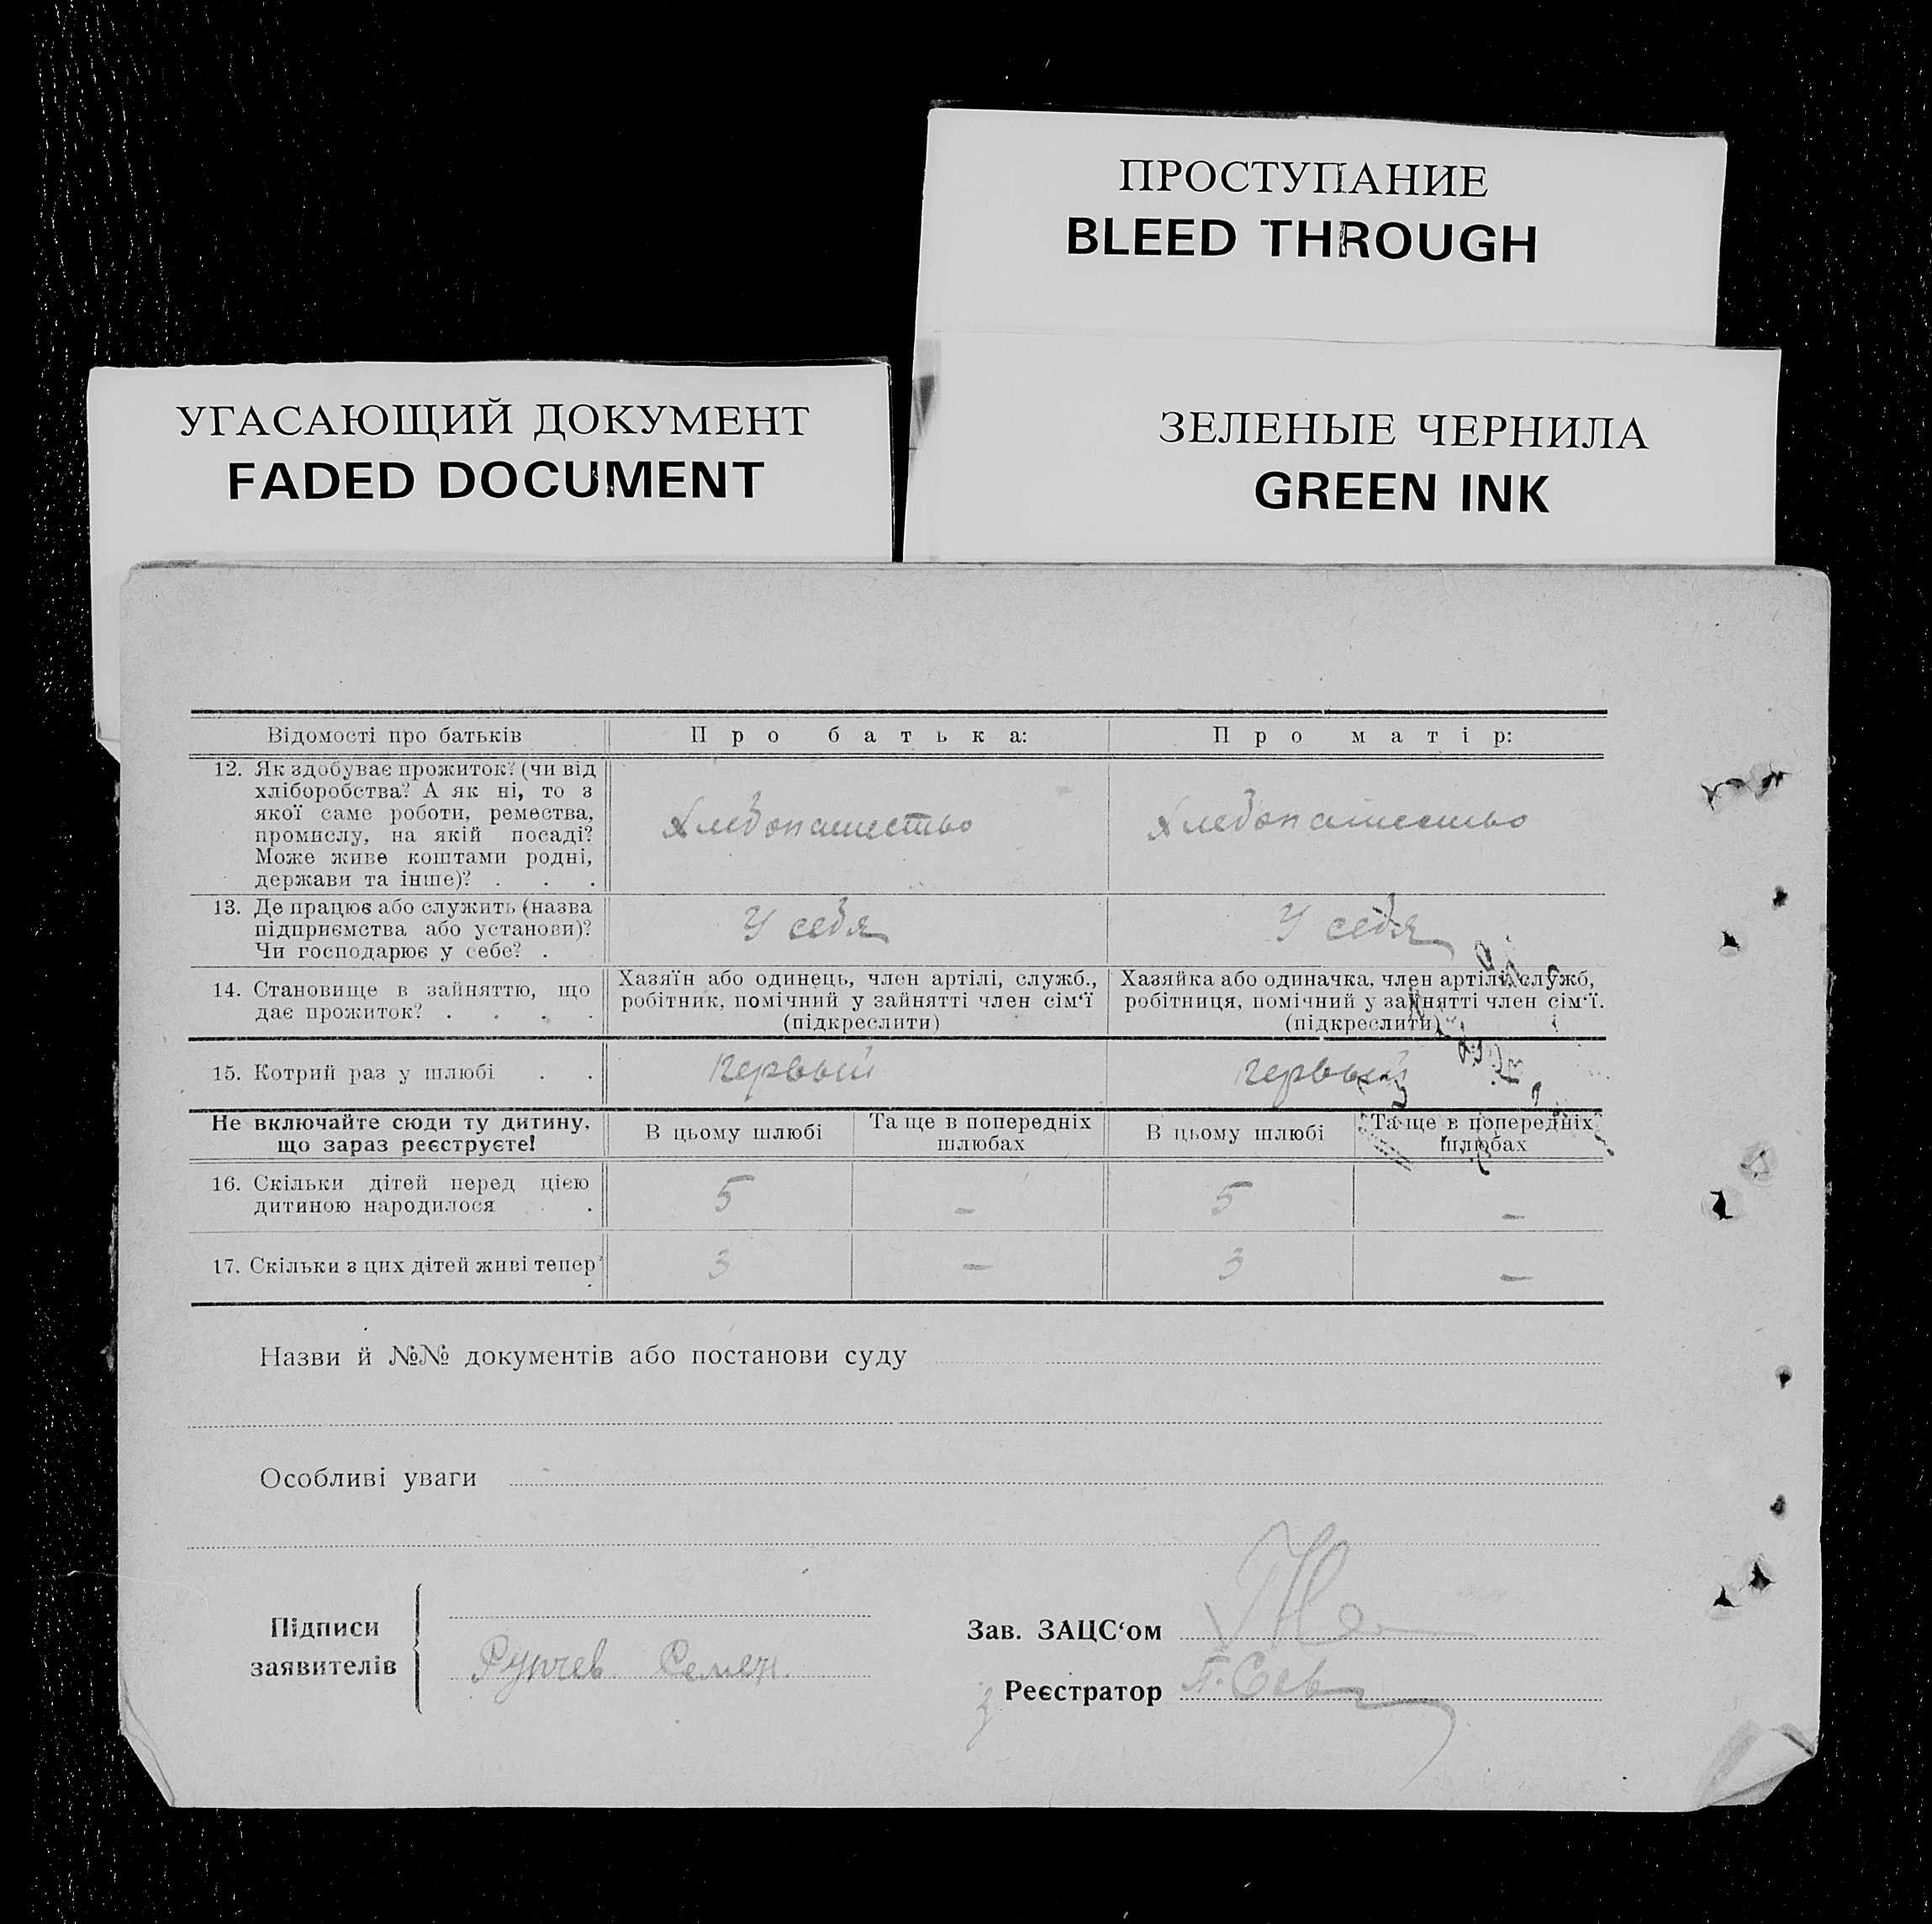 ПРОСТУПАНИЕ
BLEED THROUGH
УГАСАЮЩИЙ ДОКУМЕНТ
FADED DOCUMENT
ЗЕЛЕНЫЕ ЧЕРНИЛА
GREEN INK
Відомості про батьків
Про батька:
Про матір:
12. Як здобуває прожиток? (чи від
хліборобства? А як ні, то з
якої саме роботи, ремества,
промислу, на якій посаді?
Може живе коштами родні,
держави та інше)? . . .
Хлебопашество
Хлебопашество
13. Де працює або служить (назва
підприємства або установи)?
Чи господарює у себе? .
У себя
У себя
14. Становище в зайняттю, що
дає прожиток? . . . .
Хазяїн або одинець, член артілі, служб.,
робітник, помічний у зайнятті член сім‘ї
(підкреслити)
Хазяйка або одиначка, член артілі, служб,
робітниця, помічний у зайнятті член сім‘ї.
(підкреслити)
15. Котрий раз у шлюбі . .
первый
первый
Не включайте сюди ту дитину,
що зараз реєструєте!
В цьому шлюбі
Та ще в попередніх
шлюбах
В цьому шлюбі
Та ще в попередніх
шлюбах
16. Скільки дітей перед цією
дитиною народилося . .
5
–
5
–
17. Скільки з цих дітей живі тепер?
3
–
3
–
Назви й №№ документів або постанови суду
Особливі уваги
Підписи
заявителів
Семен
Зав. ЗАЦС‘ом
Реєстратор